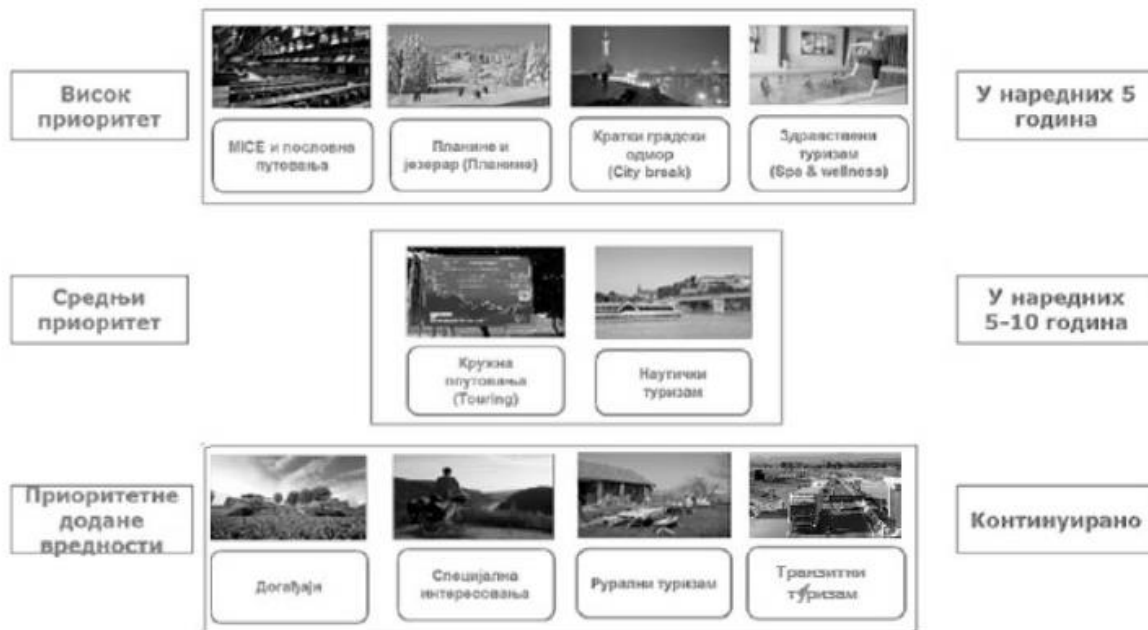 Висок
приоритет
MICE и пословна
путовања
Планине и
језерар (Планине)
Кратки градски
одмор
(City break)
Здравствени
туризам
(Spa & wellness)
У наредних 5
година
Средњи
приоритет
Кружна
ппутовања
(Touring)
Наутички
туризам
У наредних
5-10 година
Приоритетне
додане
вредности
Догађаји
Специјална
интересовања
Рурални туризам
Транзитни
туризам
Континуирано